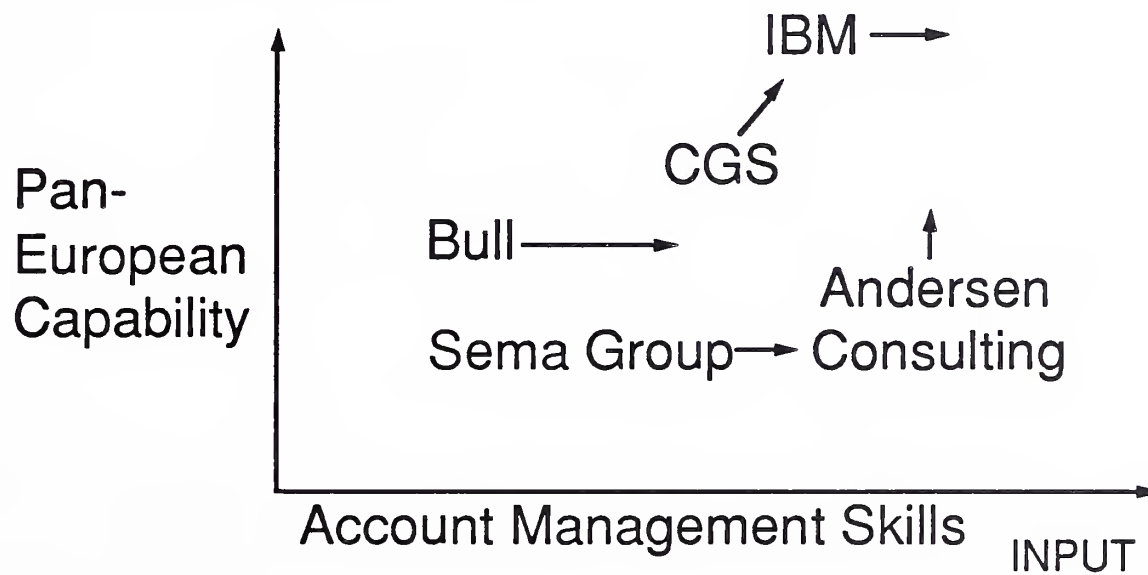 IBM
CGS
Pan-
European
Capability
Bull
Andersen
Sema Group
Consulting
Account Management Skills
INPUT